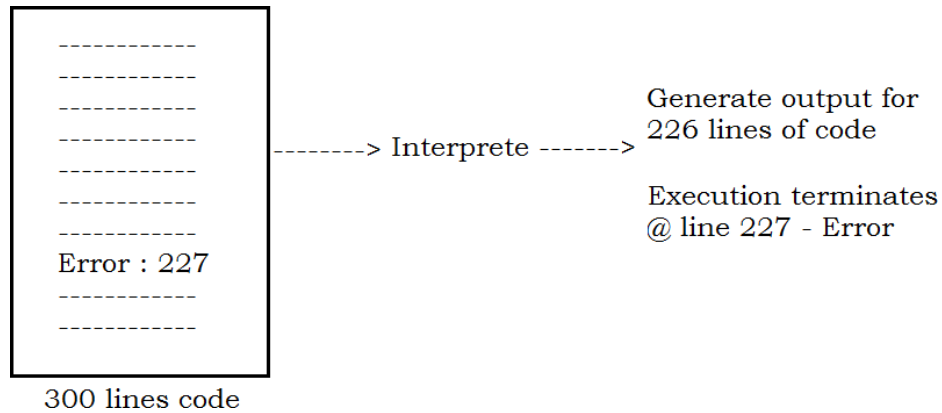 ------------
------------
------------
------------
------------
------------
------------
Error : 227
------------
------------
300 lines code
--------> Interprete ------->
Generate output for
226 lines of code
Execution terminates
@ line 227 - Error